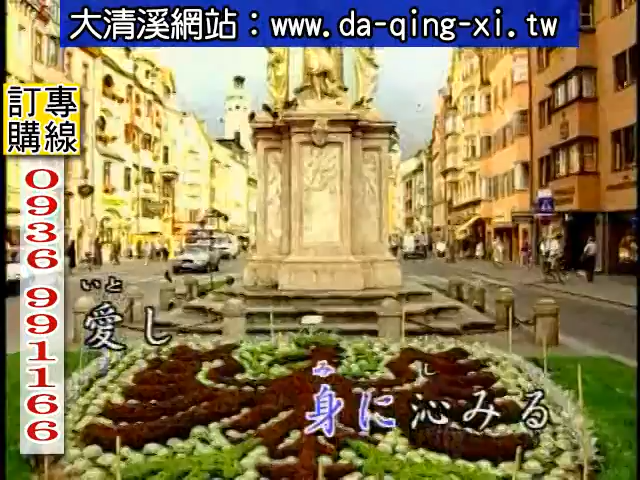 大清溪網站：www.da-qing-xi.tw
專線
訂購
0936 991166
いと
愛し
み し
身に沁みる